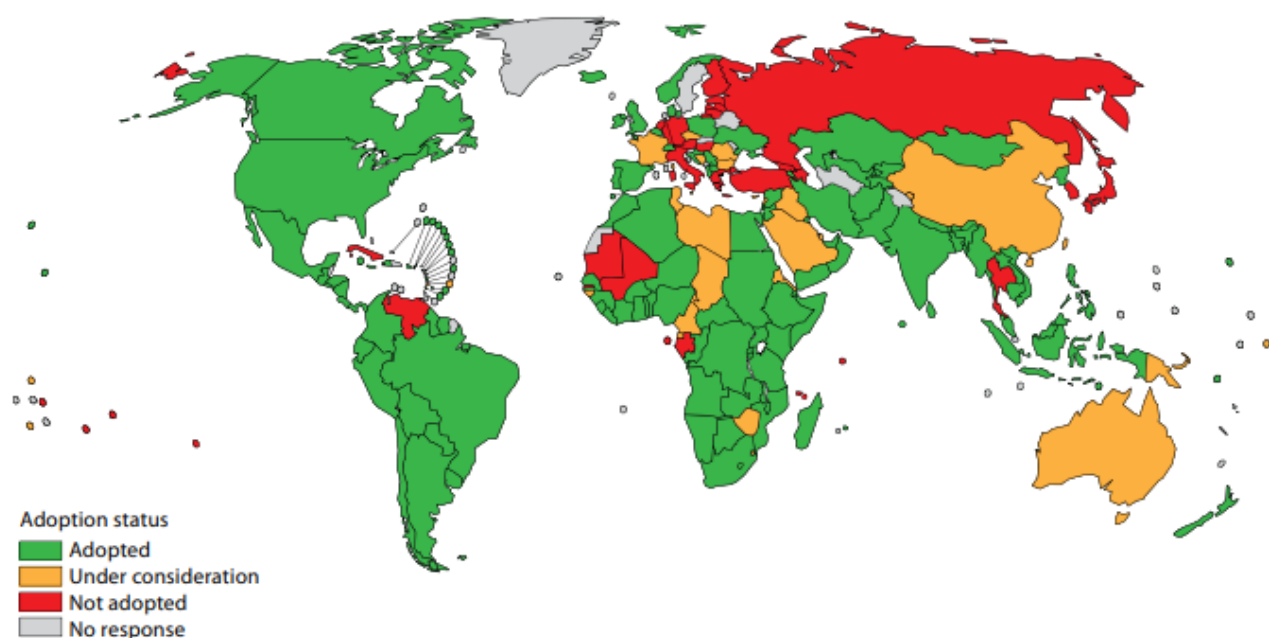 Adoption status
Adopted
Under consideration
Not adopted
No response